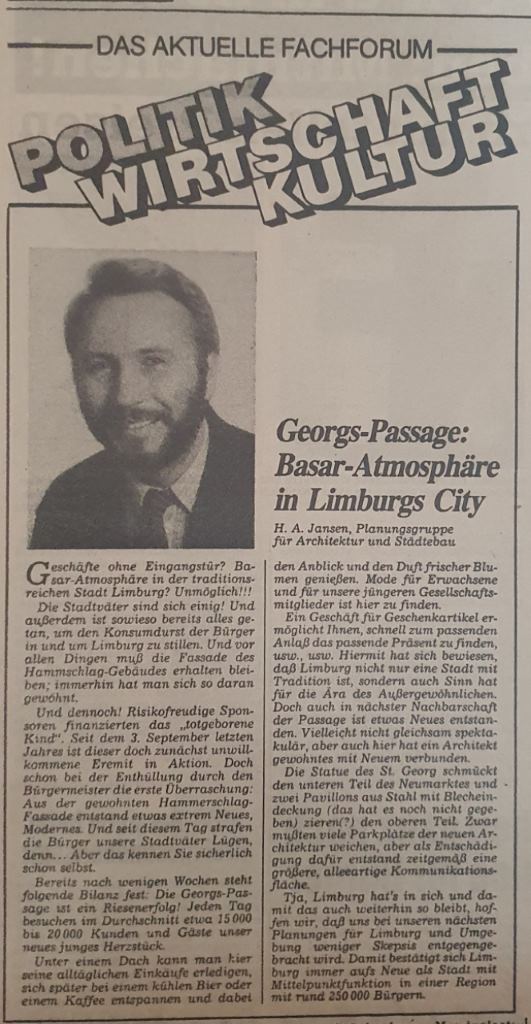 DAS AKTUELLE FACHFORUM
POLITIK
WIRTSCHAFT
KULTUR
Georgs-Passage:
Basar-Atmosphäre
in Limburgs City
H. A. Jansen, Planungsgruppe
für Architektur und Städtebau
Geschäfte ohne Eingangstür? Ba-
sar-Atmosphäre in der traditions-
reichen Stadt Limburg? Unmöglich!!!
Die Stadtväter sind sich einig! Und
außerdem ist sowieso bereits alles ge-
tan, um den Konsumdurst der Bürger
in und um Limburg zu stillen. Und vor
allen Dingen muß die Fassade des
Hammschlag-Gebäudes erhalten blei-
ben; immerhin hat man sich so daran
gewöhnt.
Und dennoch! Risikofreudige Spon-
soren finanzierten das „totgeborene
Kind“. Seit dem 3. September letzten
Jahres ist dieser doch zunächst unwill-
kommene Eremit in Aktion. Doch
schon bei der Enthüllung durch den
Bürgermeister die erste Überraschung:
Aus der gewohnten Hammerschlag-
Fassade entstand etwas extrem Neues,
Modernes. Und seit diesem Tag strafen
die Bürger unsere Stadtväter Lügen,
denn... Aber das kennen Sie sicherlich
schon selbst.
Bereits nach wenigen Wochen steht
folgende Bilanz fest: Die Georgs-Pas-
sage ist ein Riesenerfolg! Jeden Tag
besuchen im Durchschnitt etwa 15 000
bis 20 000 Kunden und Gäste unser
neues junges Herzstück.
Unter einem Dach kann man hier
seine alltäglichen Einkäufe erledigen,
sich später bei einem kühlen Bier oder
einem Kaffee entspannen und dabei
den Anblick und den Duft frischer Blu-
men genießen. Mode für Erwachsene
und für unsere jüngeren Gesellschafts-
mitglieder ist hier zu finden.
Ein Geschäft für Geschenkartikel er-
möglicht Ihnen, schnell zum passenden
Anlaß das passende Präsent zu finden,
usw., usw. Hiermit hat sich bewiesen,
daß Limburg nicht nur eine Stadt mit
Tradition ist, sondern auch Sinn hat
für die Ära des Außergewöhnlichen.
Doch auch in nächster Nachbarschaft
der Passage ist etwas Neues entstan-
den. Vielleicht nicht gleichsam spekta-
kulär, aber auch hier hat ein Architekt
gewohntes mit Neuem verbunden.
Die Statue des St. Georg schmückt
den unteren Teil des Neumarktes und
zwei Pavillons aus Stahl mit Blechein-
deckung (das hat es noch nicht gege-
ben) zieren(?) den oberen Teil. Zwar
mußten viele Parkplätze der neuen Ar-
chitektur weichen, aber als Entschädi-
gung dafür entstand zeitgemäß eine
größere, alleeartige Kommunikations-
fläche.
Tja, Limburg hat's in sich und da-
mit das auch weiterhin so bleibt, hof-
fen wir, daß uns bei unseren nächsten
Planungen für Limburg und Umge-
bung weniger Skepsis entgegenge-
bracht wird. Damit bestätigt sich Lim-
burg immer aufs Neue als Stadt mit
Mittelpunktfunktion in einer Region
mit rund 250 000 Bürgern.